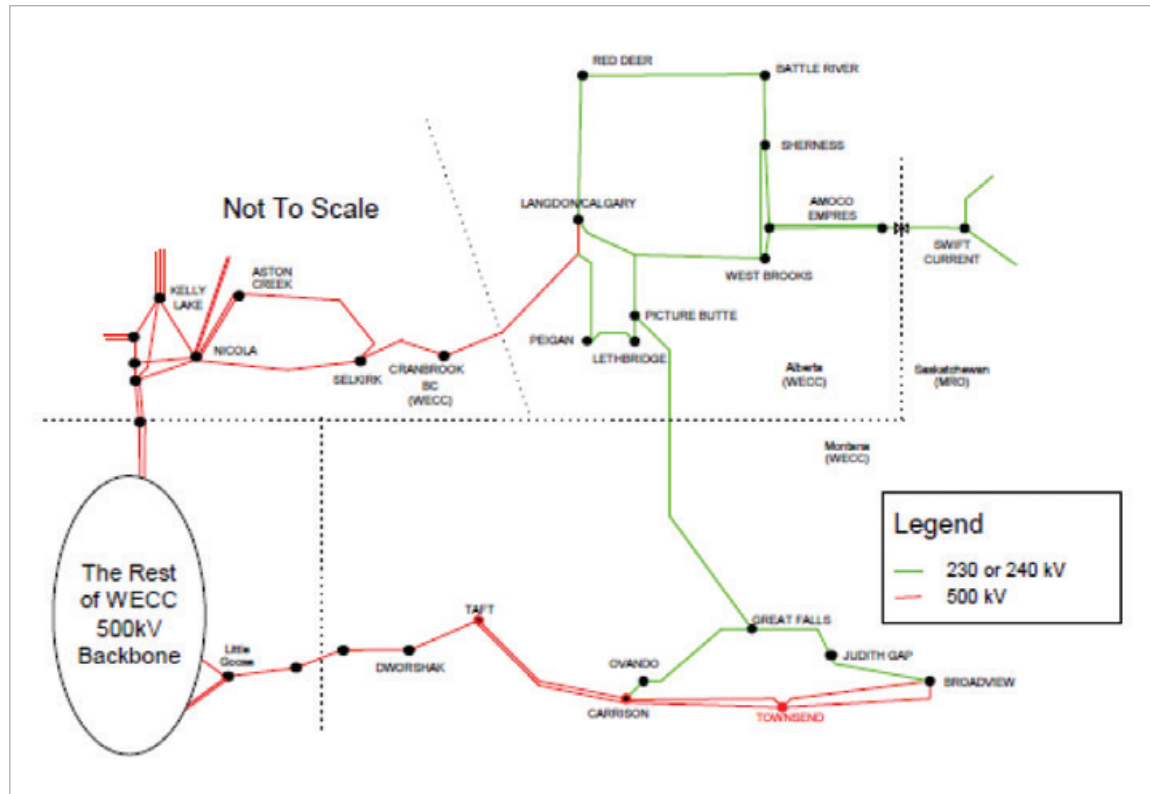 RED DEER
BATTLE RIVER
SHERNESS
Not To Scale
LANGDON/CALGARY
AMOCO
EMPRES
SWIFT
CURRENT
WEST BROOKS
ASTON
CREEK
KELLY
LAKE
PICTURE BUTTE
NICOLA
PEIGAN
LETHBRIDGE
SELKIRK
CRANBROOK
BC
(WECC)
Alberta
(WECC)
Saskatchewan
(MRO)
Montana
(WECC)
Legend
230 or 240 kV
500 kV
The Rest
of WECC
500kV
Backbone
TAFT
GREAT FALLS
Little
Goose
DWORSHAK
OVANDO
JUDITH GAP
BROADVIEW
CARRISON
TOWNSEND